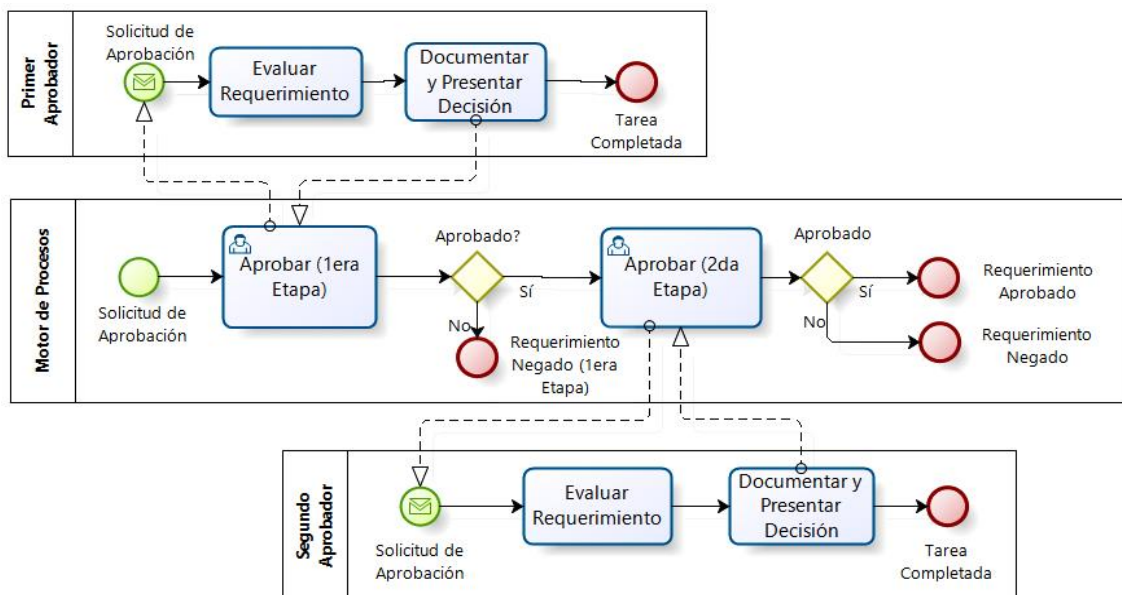 Primer
Aprobador
Solicitud de
Aprobación
Evaluar
Requerimiento
Documentar
y Presentar
Decisión
Tarea
Completada
Motor de Procesos
Solicitud de
Aprobación
Aprobar (1era
Etapa)
Aprobado?
Sí
No
Requerimiento
Negado (1era
Etapa)
Aprobar (2da
Etapa)
Aprobado
Sí
No
Requerimiento
Aprobado
Requerimiento
Negado
Segundo
Aprobador
Solicitud de
Aprobación
Evaluar
Requerimiento
Documentar y
Presentar
Decisión
Tarea
Completada